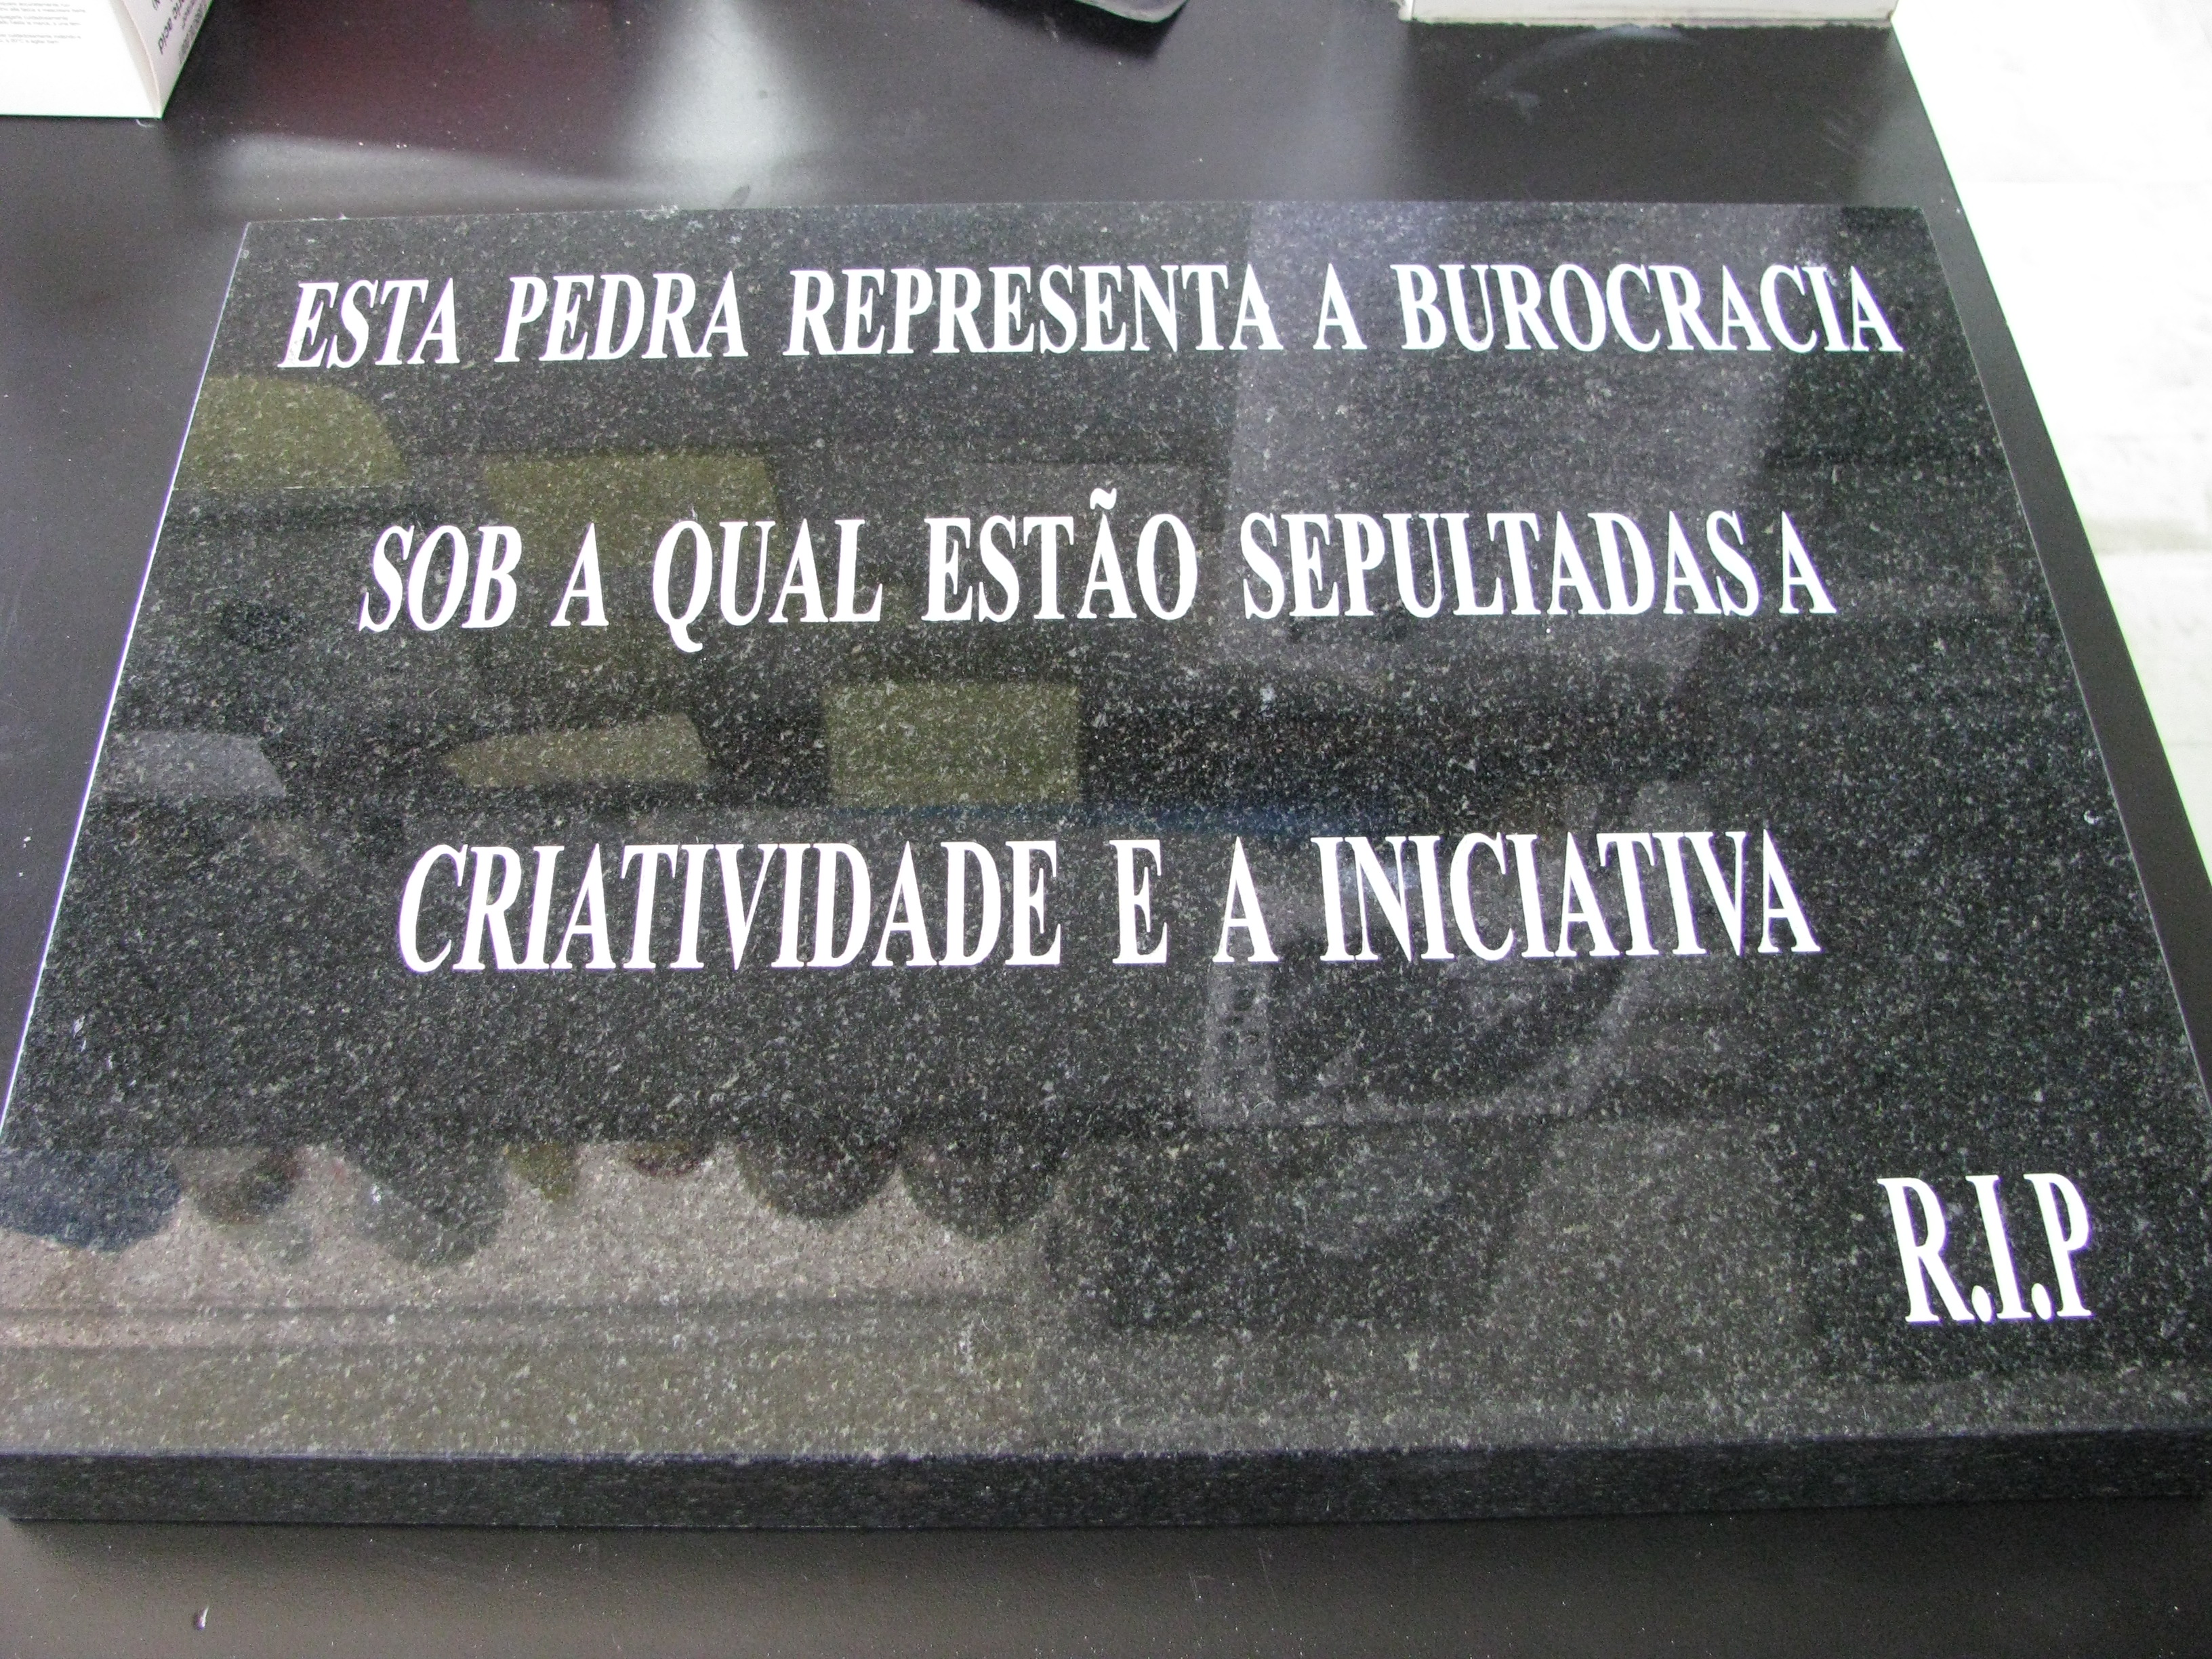 ESTA PEDRA REPRESENTA A BUROCRACIA
SOB A QUAL ESTÃO SEPULTADAS A
CRIATIVIDADE E A INICIATIVA
R.I.P